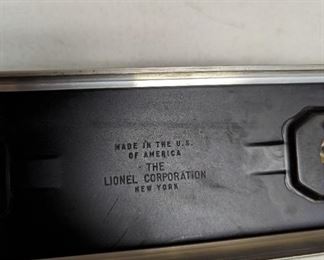 MADE IN THE U.S.
OF AMERICA
THE
LIONEL CORPORATION
NEW YORK